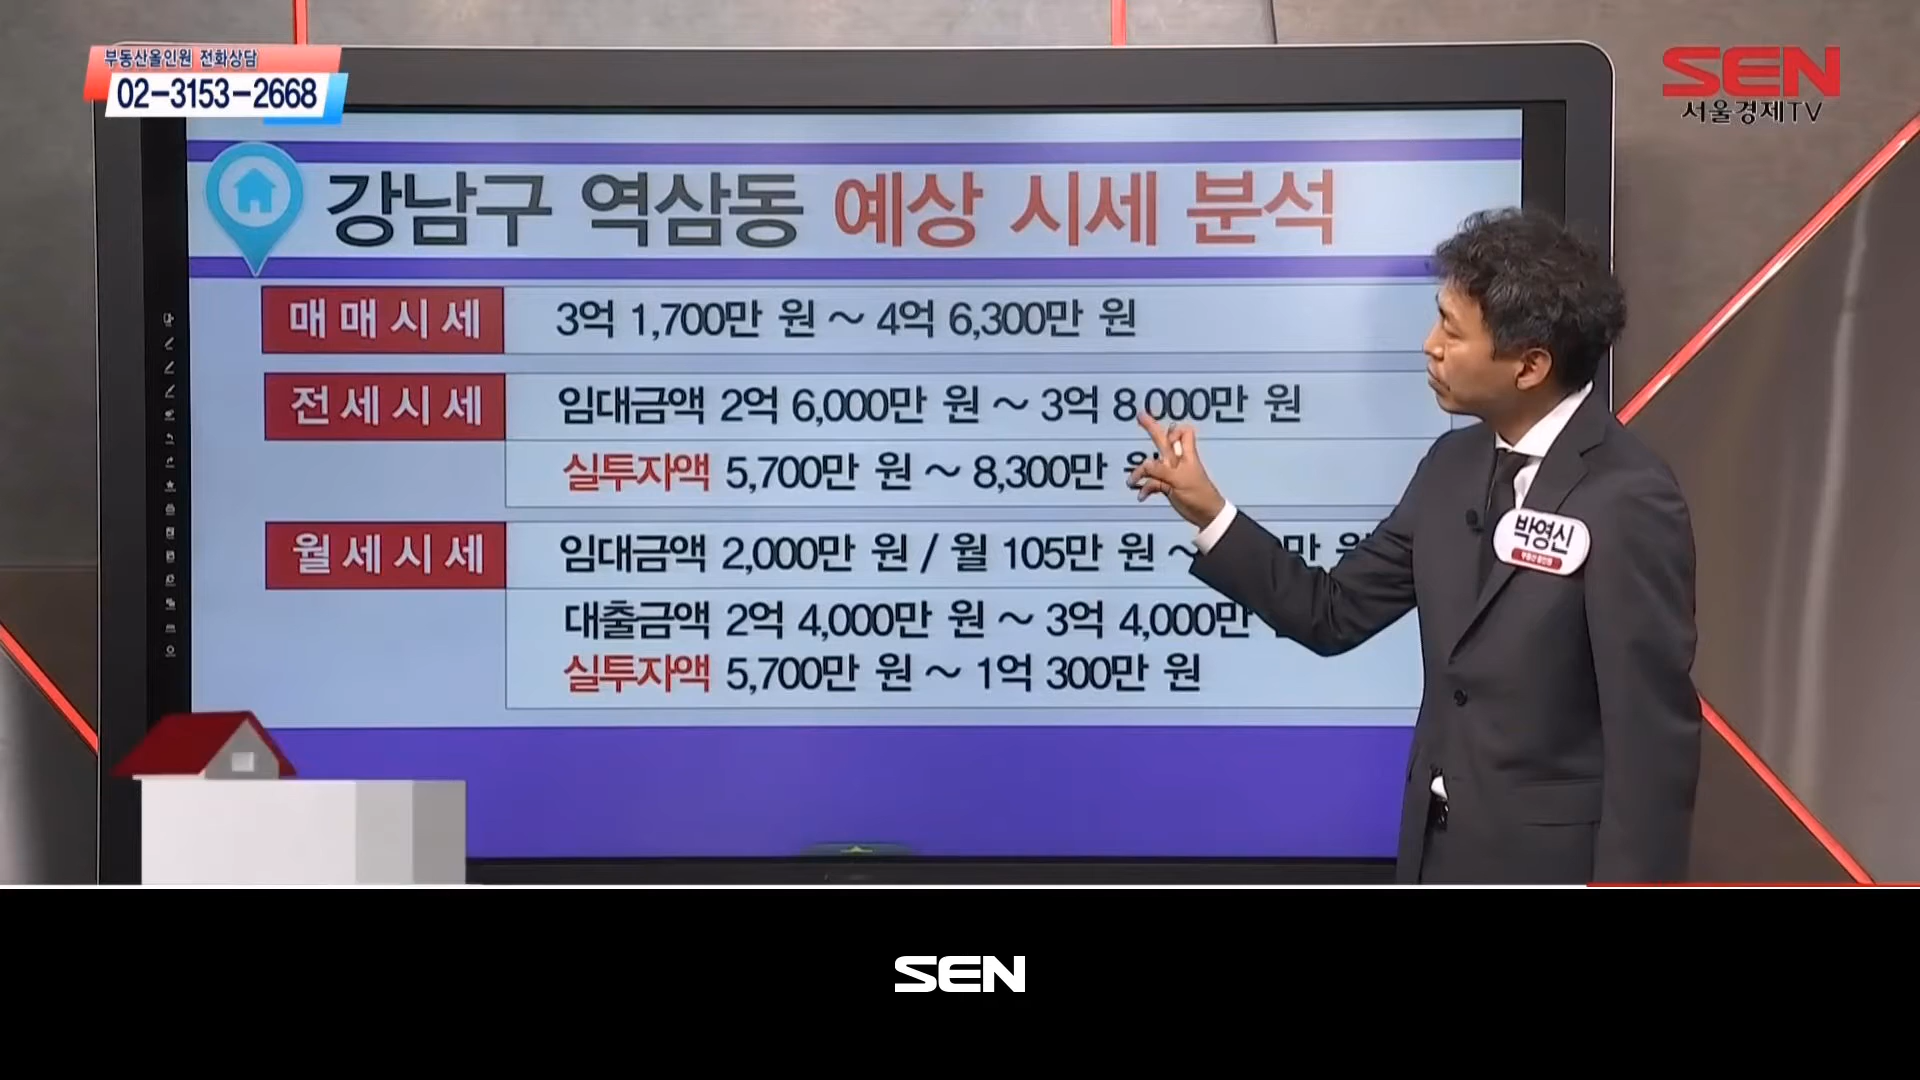 부동산올인원 전화상담
02-3153-2668
SEN
서울경제TV
강남구 역삼동 예상 시세 분석
매매시세 3억 1,700만 원 ~ 4억 6,300만 원
전세시세 임대금액 2억 6,000만 원 ~ 3억 8,000만 원
실투자액 5,700만 원 ~ 8,300만 원
월세시세 임대금액 2,000만 원 / 월 105만 원 ~ 만 원
대출금액 2억 4,000만 원 ~ 3억 4,000만
실투자액 5,700만 원 ~ 1억 300만 원
박영신
SEN